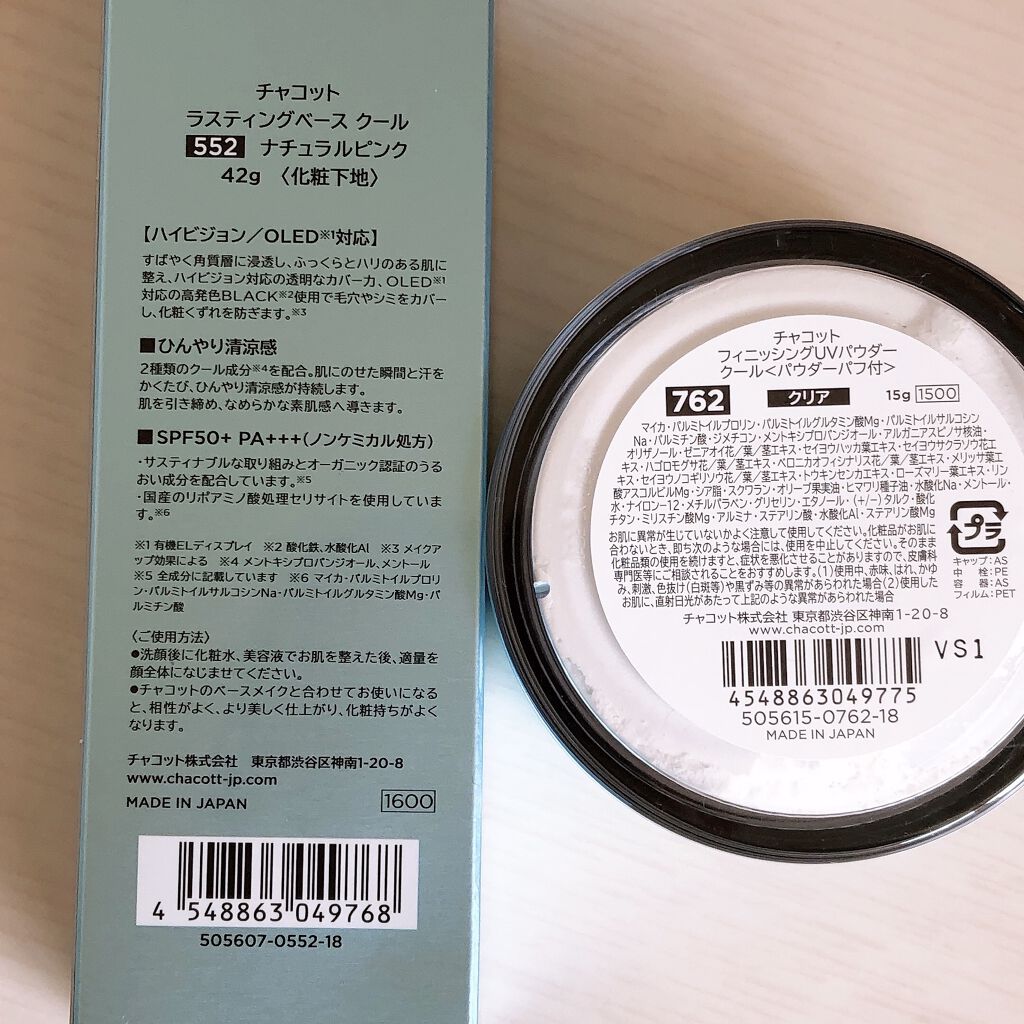 チャコット
ラスティングベース クール
552 ナチュラルピンク
42g 〈化粧下地〉
【ハイビジョン／OLED※1対応】
すばやく角質層に浸透し、ふっくらとハリのある肌に
整え、ハイビジョン対応の透明なカバー力、OLED※1
対応の高発色BLACK※2使用で毛穴やシミをカバー
し、化粧くずれを防ぎます。※3
■ひんやり清涼感
2種類のクール成分※4を配合。肌にのせた瞬間と汗を
かくたび、ひんやり清涼感が持続します。
肌を引き締め、なめらかな素肌感へ導きます。
■SPF50+ PA+++（ノンケミカル処方）
・サスティナブルな取り組みとオーガニック認証のうる
おい成分を配合しています。※5
・国産のリポアミノ酸処理セリサイトを使用していま
す。※6
※1 有機ELディスプレイ ※2 酸化鉄、水酸化Al ※3 メイクア
ップ効果による ※4 メントキシプロパンジオール、メントール
※5 全成分に記載しています ※6 マイカ・パルミトイルプロリ
ン・パルミトイルサルコシンNa・パルミトイルグルタミン酸Mg・パ
ルミチン酸
〈ご使用方法〉
●洗顔後に化粧水、美容液でお肌を整えた後、適量を
顔全体になじませてください。
●チャコットのベースメイクと合わせてお使いになる
と、相性がよく、より美しく仕上がり、化粧持ちがよく
なります。
チャコット株式会社 東京都渋谷区神南1-20-8
www.chacott-jp.com
MADE IN JAPAN 1600
4 548863 049768
505607-0552-18
チャコット
フィニッシングUVパウダー
クール<パウダーパフ付>
762 クリア 15g 1500
マイカ・パルミトイルプロリン・パルミトイルグルタミン酸Mg・パルミトイルサルコシン
Na・パルミチン酸・ジメチコン・メントキシプロパンジオール・アルガニアスピノサ核油・
オリザノール・ゼニアオイ花／葉／茎エキス・セイヨウハッカ葉エキス・セイヨウサクラソウ花エ
キス・ハゴロモグサ花／葉／茎エキス・ベロニカオフィシナリス花／葉／茎エキス・メリッサ葉エ
キス・セイヨウノコギリソウ花／葉／茎エキス・トウキンセンカエキス・ローズマリー葉エキス・リン
酸アスコルビルMg・シア脂・スクワラン・オリーブ果実油・ヒマワリ種子油・水酸化Na・メントール・
水・ナイロン-12・メチルパラベン・グリセリン・エタノール・（+/-）タルク・酸化
チタン・ミリスチン酸Mg・アルミナ・ステアリン酸・水酸化Al・ステアリン酸Mg
お肌に異常が生じていないかよく注意して使用してください。化粧品がお肌に
合わないとき、即ち次のような場合には、使用を中止してください。そのまま
化粧品類の使用を続けますと、症状を悪化させることがありますので、皮膚科
専門医等にご相談されることをおすすめします。（1）使用中、赤味、はれ、かゆ
み、刺激、色抜け（白斑等）や黒ずみ等の異常があらわれた場合（2）使用した
お肌に、直射日光があたって上記のような異常があらわれた場合
プラ
キャップ：AS
中 栓：PE
容 器：AS
フィルム：PET
チャコット株式会社 東京都渋谷区神南1-20-8
www.chacott-jp.com
VS1
4548863049775
505615-0762-18
MADE IN JAPAN